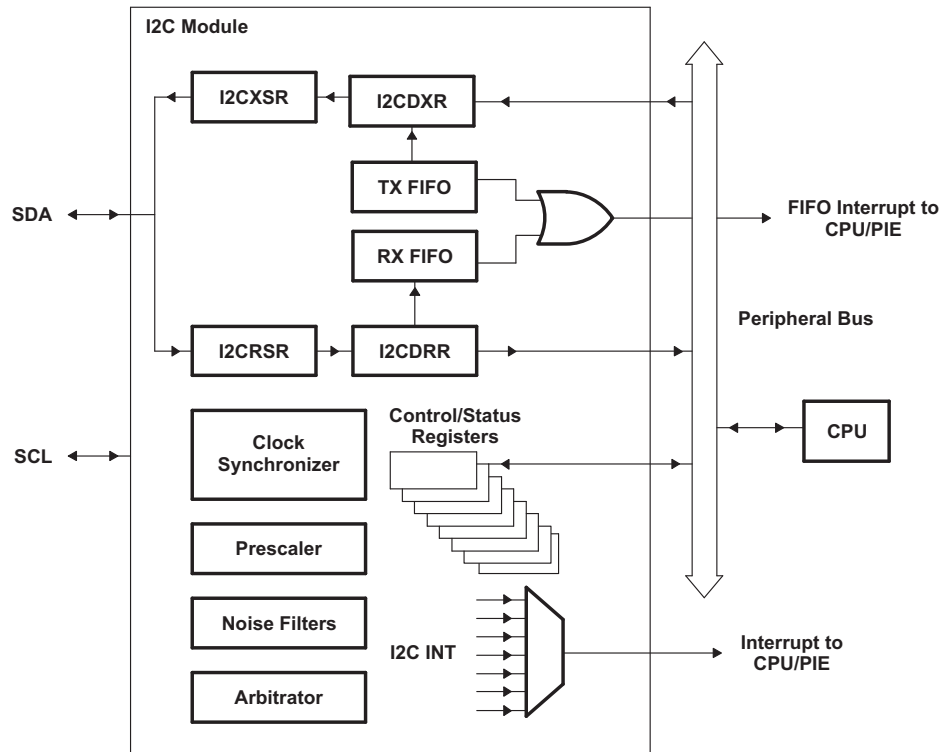 I2C Module
I2CXSR
I2CDXR
TX FIFO
SDA
FIFO Interrupt to
CPU/PIE
RX FIFO
Peripheral Bus
I2CRSR
I2CDRR
Control/Status
Registers
Clock
Synchronizer
SCL
CPU
Prescaler
Noise Filters
I2C INT
Interrupt to
CPU/PIE
Arbitrator